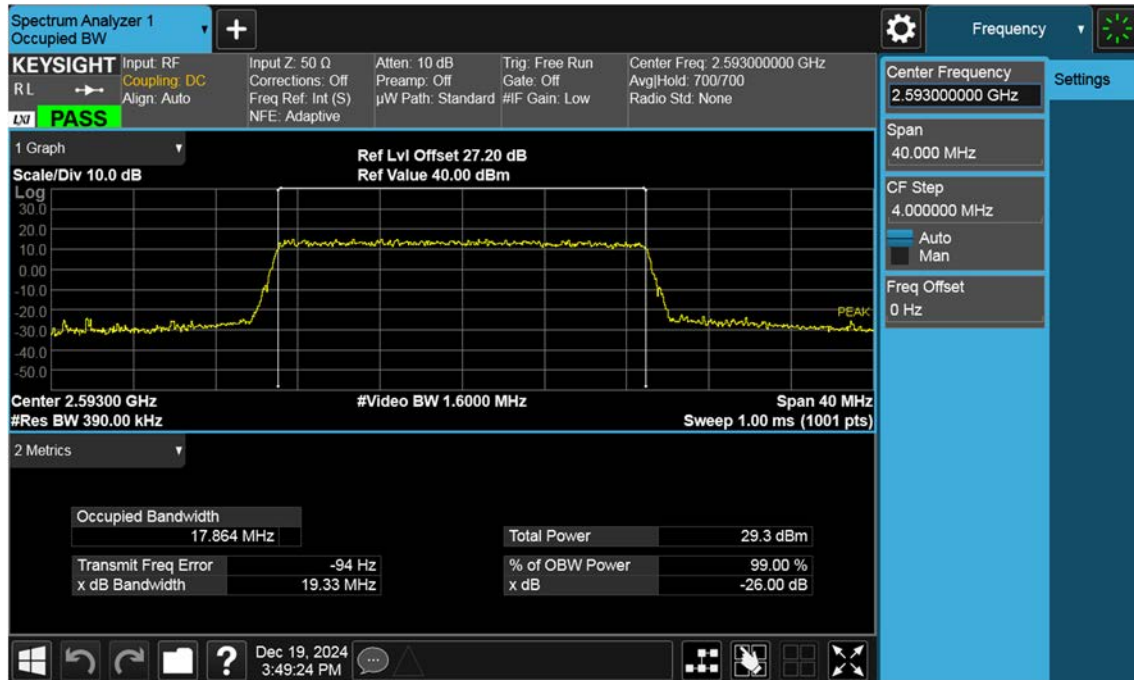 Spectrum Analyzer 1
Occupied BW
Frequency
KEYSIGHT
R L
LXI
PASS
Input: RF
Coupling: DC
Align: Auto
Input Z: 50 Ω
Corrections: Off
Freq Ref: Int (S)
NFE: Adaptive
Atten: 10 dB
Preamp: Off
µW Path: Standard
Trig: Free Run
Gate: Off
#IF Gain: Low
Center Freq: 2.593000000 GHz
Avg|Hold: 700/700
Radio Std: None
Center Frequency
2.593000000 GHz
Settings
Span
40.000 MHz
CF Step
4.000000 MHz
Auto
Man
Freq Offset
0 Hz
1 Graph
Scale/Div 10.0 dB
Ref Lvl Offset 27.20 dB
Ref Value 40.00 dBm
Log
30.0
20.0
10.0
0.00
-10.0
-20.0
-30.0
-40.0
-50.0
PEAK
Center 2.59300 GHz
#Video BW 1.6000 MHz
Span 40 MHz
#Res BW 390.00 kHz
Sweep 1.00 ms (1001 pts)
2 Metrics
Occupied Bandwidth
17.864 MHz
Total Power 29.3 dBm
Transmit Freq Error -94 Hz
% of OBW Power 99.00 %
x dB Bandwidth 19.33 MHz
x dB -26.00 dB
?
Dec 19, 2024
3:49:24 PM